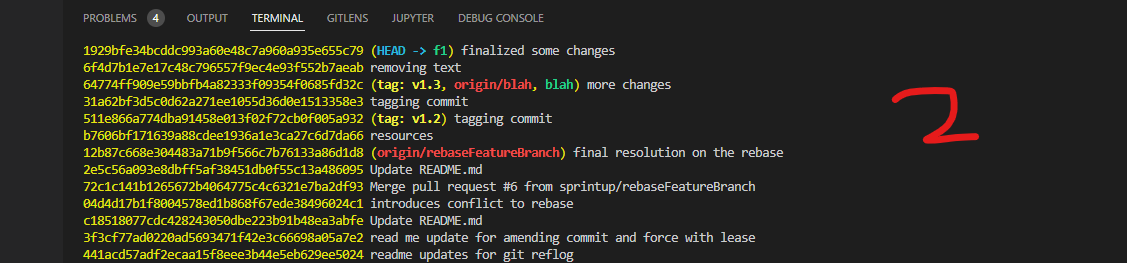 PROBLEMS 4 OUTPUT TERMINAL GITLENS JUPYTER DEBUG CONSOLE
1929bfe34bcddc993a60e48c7a960a935e655c79 (HEAD -> f1) finalized some changes
6f4d7b1e7e17c48c796557f9ec4e93f552b7aeab removing text
64774ff909e59bbfb4a82333f09354f0685fd32c (tag: v1.3, origin/blah, blah) more changes
31a62bf3d5c0d62a271ee1055d36d0e1513358e3 tagging commit
511e866a774dba91458e013f02f72cb0f005a932 (tag: v1.2) tagging commit
b7606bf171639a88cdee1936a1e3ca27c6d7da66 resources
12b87c668e304483a71b9f566c7b76133a86d1d8 (origin/rebaseFeatureBranch) final resolution on the rebase
2e5c56a093e8dbff5af38451db0f55c13a486095 Update README.md
72c1c141b1265672b4064775c4c6321e7ba2df93 Merge pull request #6 from sprintup/rebaseFeatureBranch
04d4d17b1f8004578ed1b868f67ede38496024c1 introduces conflict to rebase
c18518077cdc428243050dbe223b91b48ea3abfe Update README.md
3f3cf77ad0220ad5693471f42e3c66698a05a7e2 read me update for amending commit and force with lease
441acd57adf2ecaa15f8eee3b44e5eb629ee5024 readme updates for git reflog
2